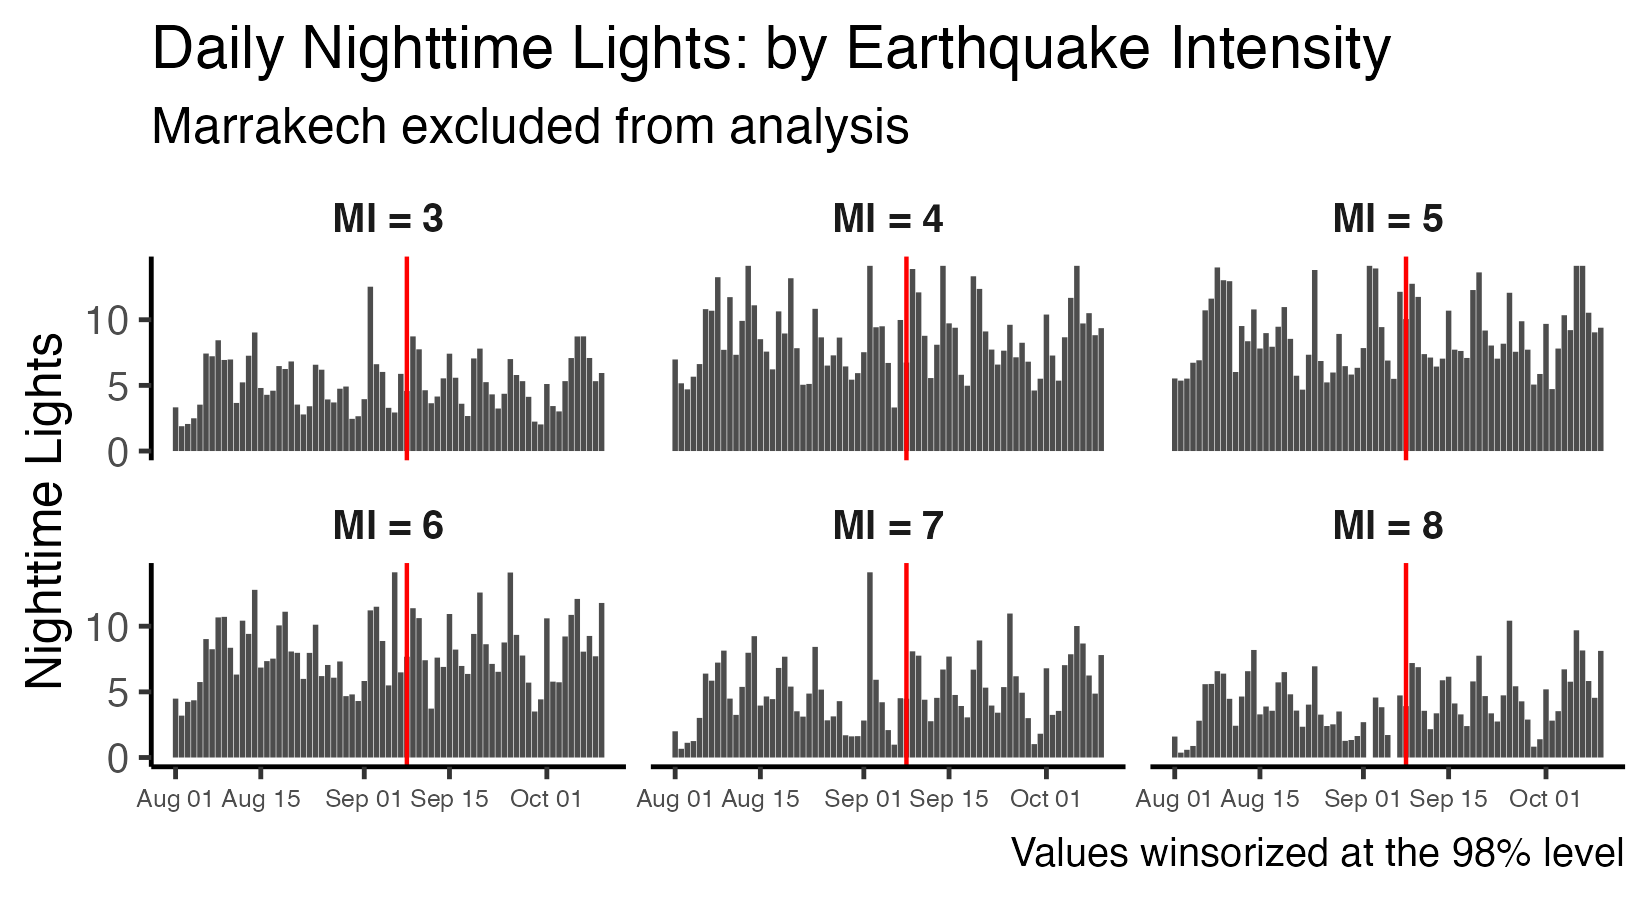 Daily Nighttime Lights: by Earthquake Intensity
Marrakech excluded from analysis
MI = 3 MI = 4 MI = 5
10
5
0
MI = 6 MI = 7 MI = 8
10
5
0
Nighttime Lights
Aug 01 Aug 15 Sep 01 Sep 15 Oct 01 Aug 01 Aug 15 Sep 01 Sep 15 Oct 01 Aug 01 Aug 15 Sep 01 Sep 15 Oct 01
Values winsorized at the 98% level